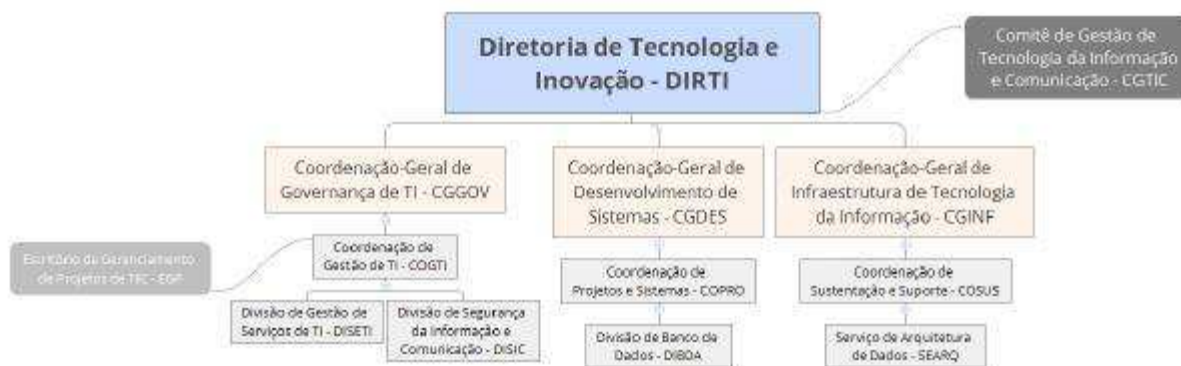 Diretoria de Tecnologia e
Inovação - DIRTI
Comitê de Gestão de
Tecnologia da Informação
e Comunicação - CGTIC
Coordenação-Geral de
Governança de TI - CGGOV
Coordenação-Geral de
Desenvolvimento de
Sistemas - CGDES
Coordenação-Geral de
Infraestrutura de Tecnologia
da Informação - CGINF
Escritório de Gerenciamento
de Projetos de TIC - EGP
Coordenação de
Gestão de TI - COGTI
Coordenação de
Projetos e Sistemas - COPRO
Coordenação de
Sustentação e Suporte - COSUS
Divisão de Gestão de
Serviços de TI - DISETI
Divisão de Segurança
da Informação e
Comunicação - DISIC
Divisão de Banco de
Dados - DIBDA
Serviço de Arquitetura
de Dados - SEARQ